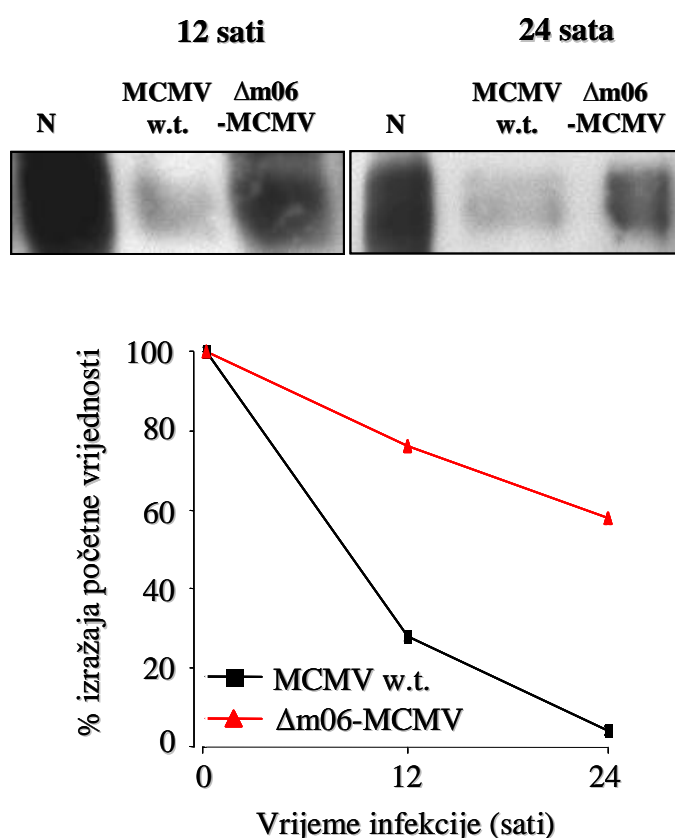 12 sati
24 sata
N
MCMV w.t.
Δm06 -MCMV
N
MCMV w.t.
Δm06 -MCMV
% izražaja početne vrijednosti
100
80
60
40
20
0
MCMV w.t.
Δm06-MCMV
0
12
24
Vrijeme infekcije (sati)